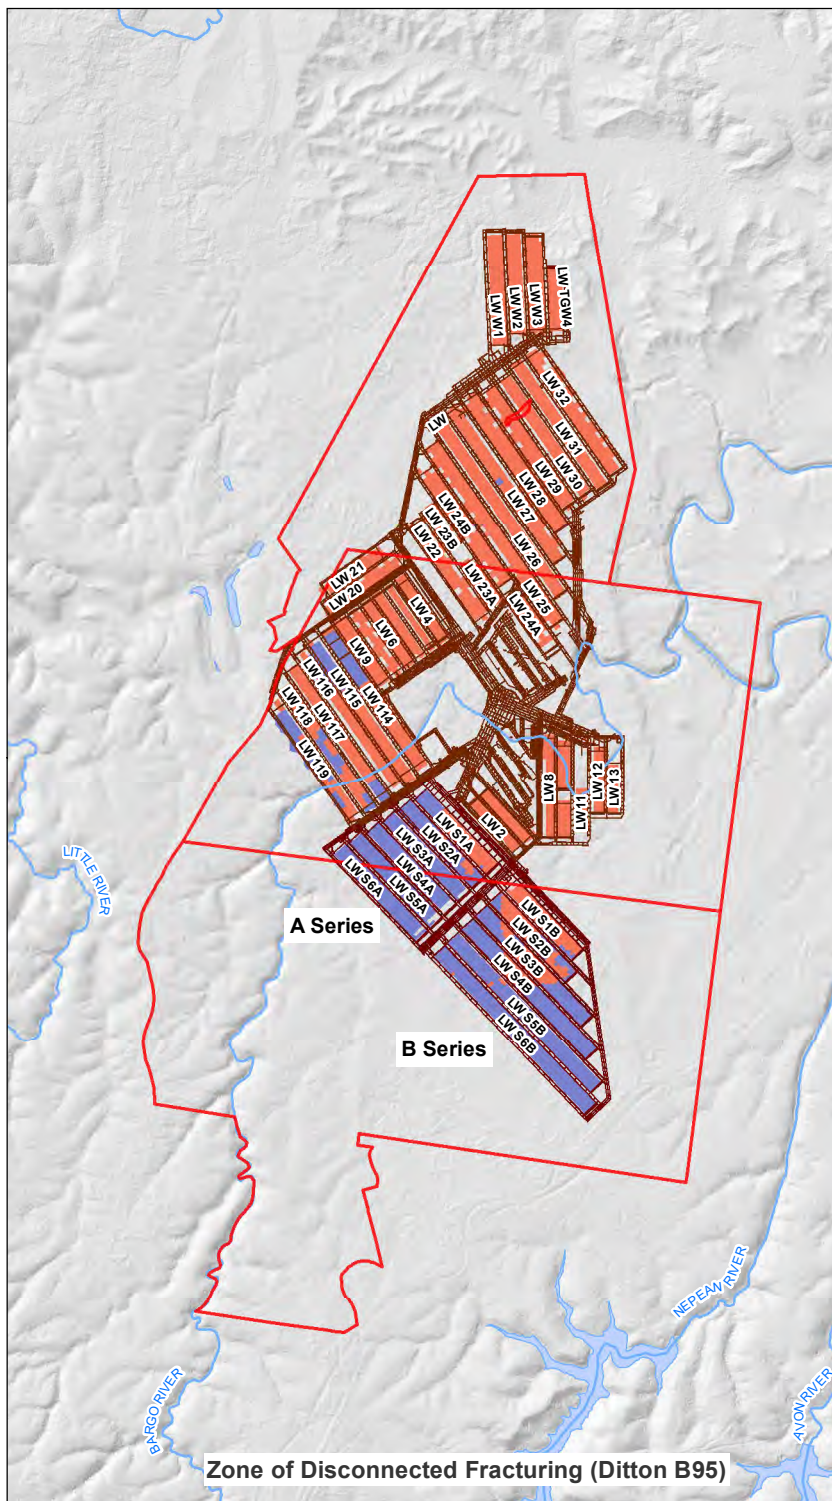 LW W1
LW W2
LW W3
LW TGW4
LW 32
LW 31
LW 30
LW 29
LW 28
LW 27
LW 26
LW 25
LW
LW 24B
LW 23B
LW 22
LW 23A
LW 24A
LW 21
LW 20
LW 4
LW 6
LW 9
LW 114
LW 115
LW 116
LW 117
LW 118
LW 119
LW 8
LW 11
LW 12
LW 13
LW 2
LW S1A
LW S2A
LW S3A
LW S4A
LW S5A
LW S6A
A Series
LW S1B
LW S2B
LW S3B
LW S4B
LW S5B
LW S6B
B Series
LITTLE RIVER
NEPEAN RIVER
BARGO RIVER
AVON RIVER
Zone of Disconnected Fracturing (Ditton B95)